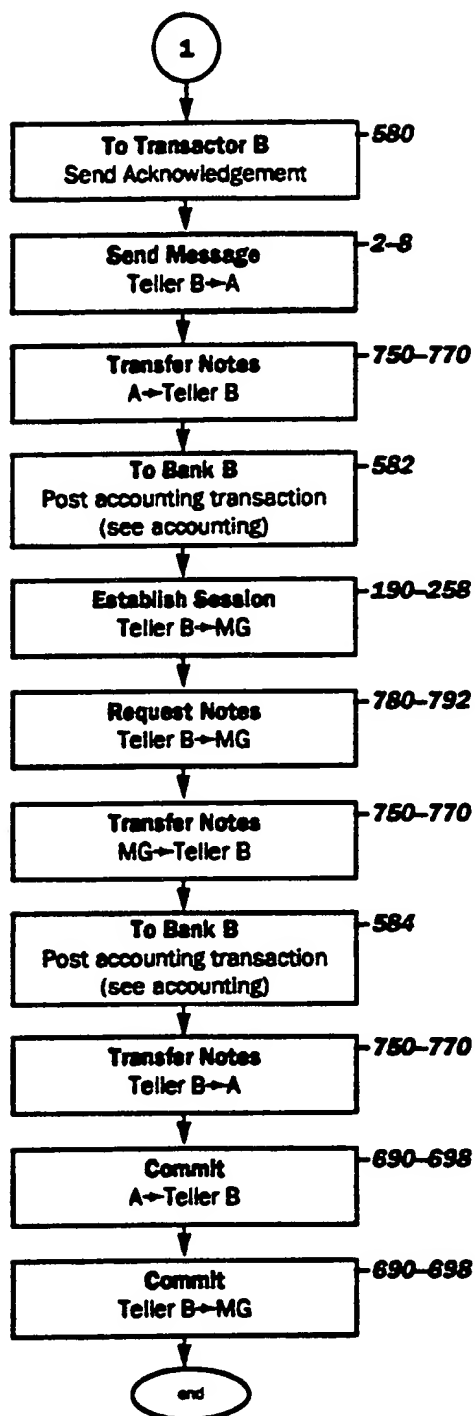 1
To Transactor B
Send Acknowledgement
580
Send Message
Teller B→A
2-8
Transfer Notes
A→Teller B
750-770
To Bank B
Post accounting transaction
(see accounting)
582
Establish Session
Teller B→MG
190-258
Request Notes
Teller B→MG
780-792
Transfer Notes
MG→Teller B
750-770
To Bank B
Post accounting transaction
(see accounting)
584
Transfer Notes
Teller B→A
750-770
Commit
A→Teller B
690-698
Commit
Teller B→MG
690-698
end